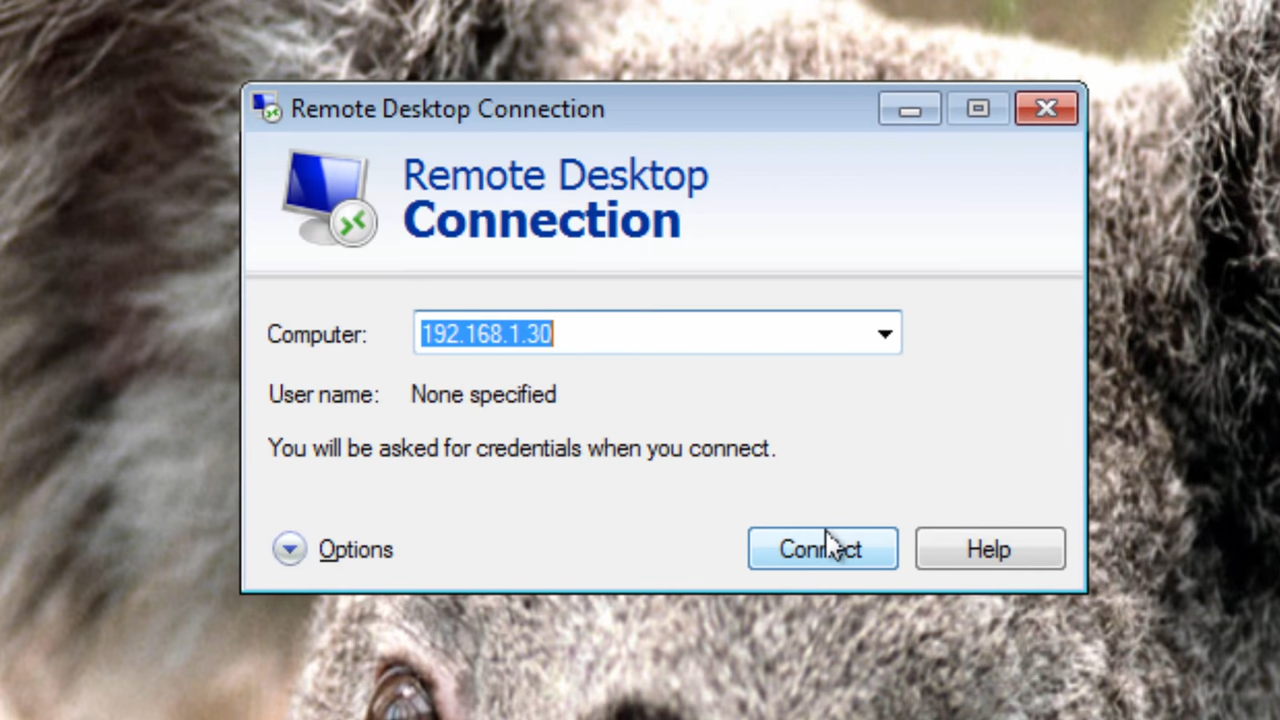 Remote Desktop Connection
Remote Desktop
Connection
Computer: 192.168.1.30
User name: None specified
You will be asked for credentials when you connect.
Options Connect Help